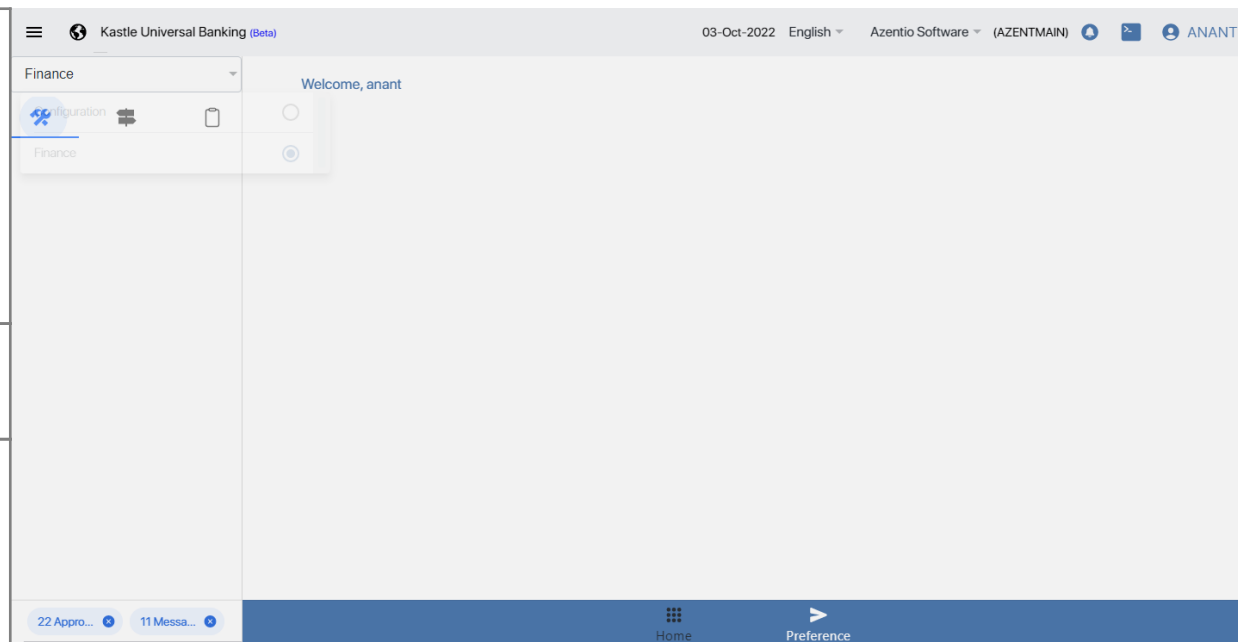 Kastle Universal Banking (Beta)
03-Oct-2022 English Azentio Software (AZENTMAIN) ANANT
Finance
Welcome, anant
Configuration
Finance
22 Appro... 11 Messa...
Home Preference